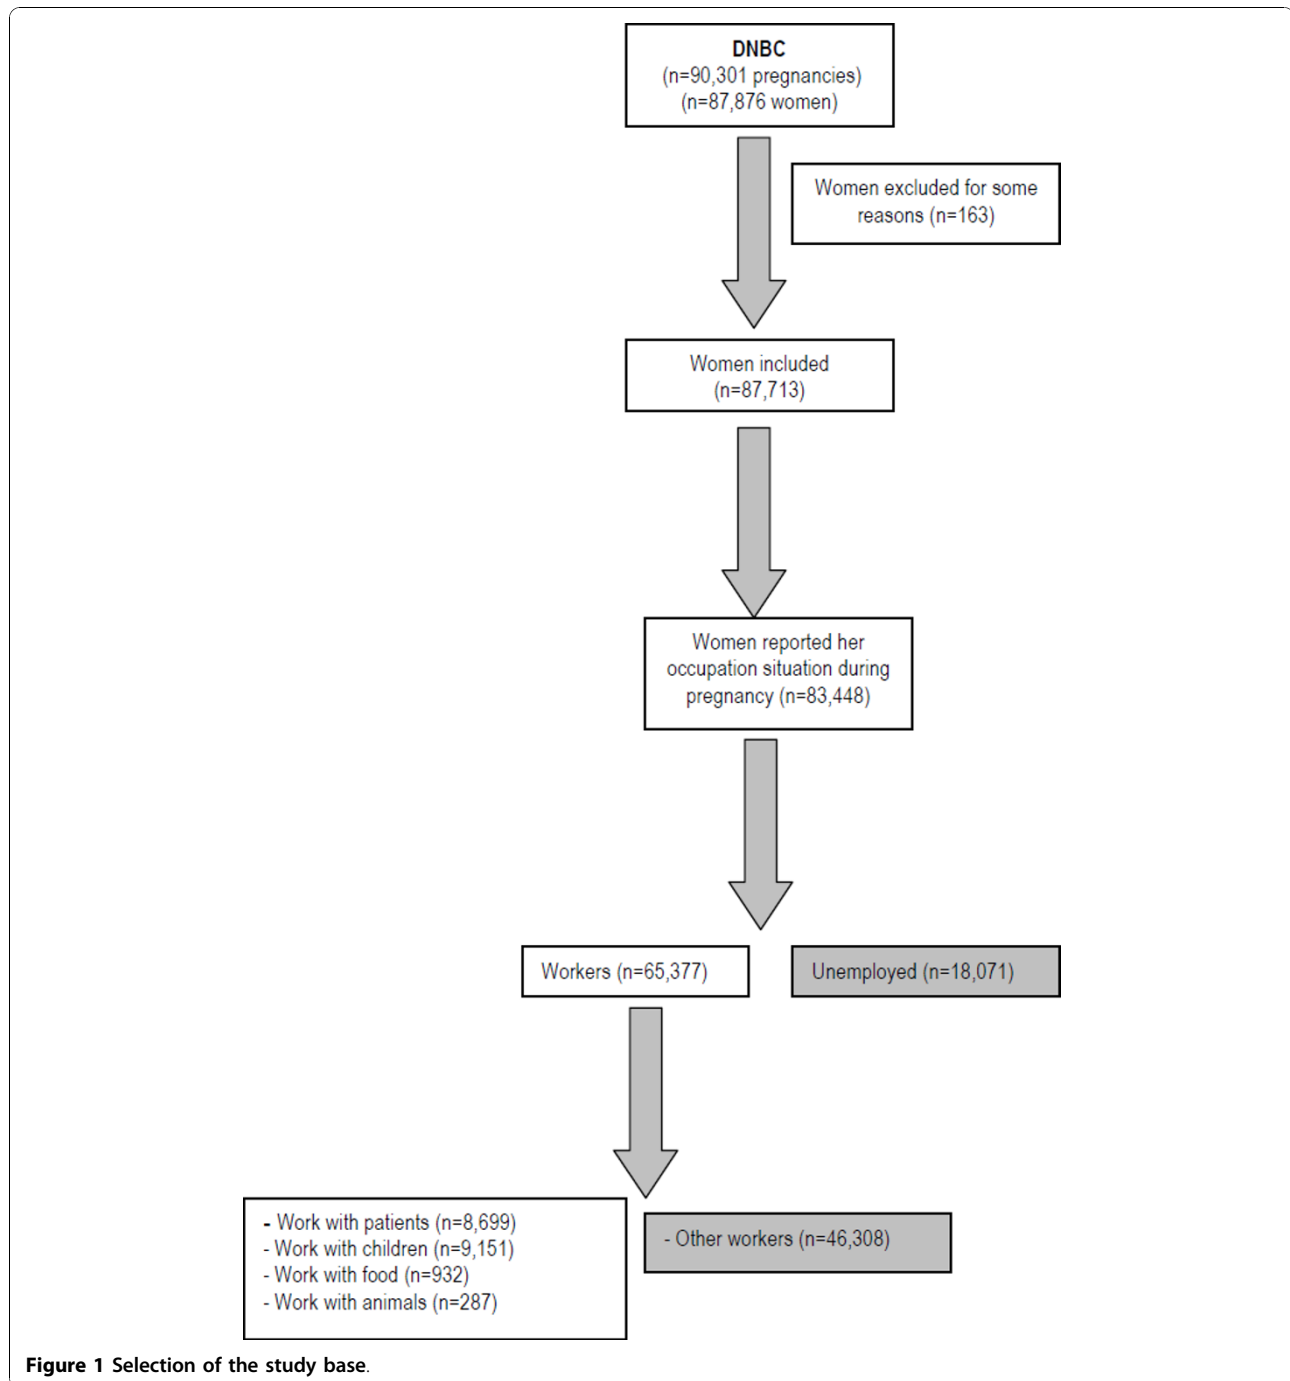 DNBC
(n=90,301 pregnancies)
(n=87,876 women)
Women excluded for some
reasons (n=163)
Women included
(n=87,713)
Women reported her
occupation situation during
pregnancy (n=83,448)
Workers (n=65,377)
Unemployed (n=18,071)
- Work with patients (n=8,699)
- Work with children (n=9,151)
- Work with food (n=932)
- Work with animals (n=287)
- Other workers (n=46,308)
Figure 1 Selection of the study base.